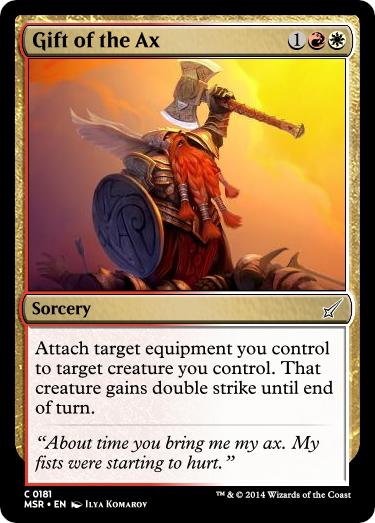 Gift of the Ax 1
Sorcery
Attach target equipment you control
to target creature you control. That
creature gains double strike until end
of turn.
“About time you bring me my ax. My
fists were starting to hurt.”
C 0181
MSR • EN Ilya Komarov
™ & © 2014 Wizards of the Coast